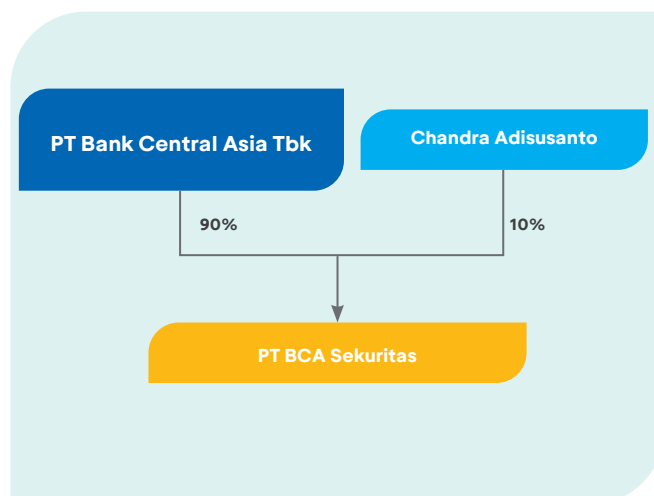 PT Bank Central Asia Tbk
Chandra Adisusanto
90%
10%
PT BCA Sekuritas